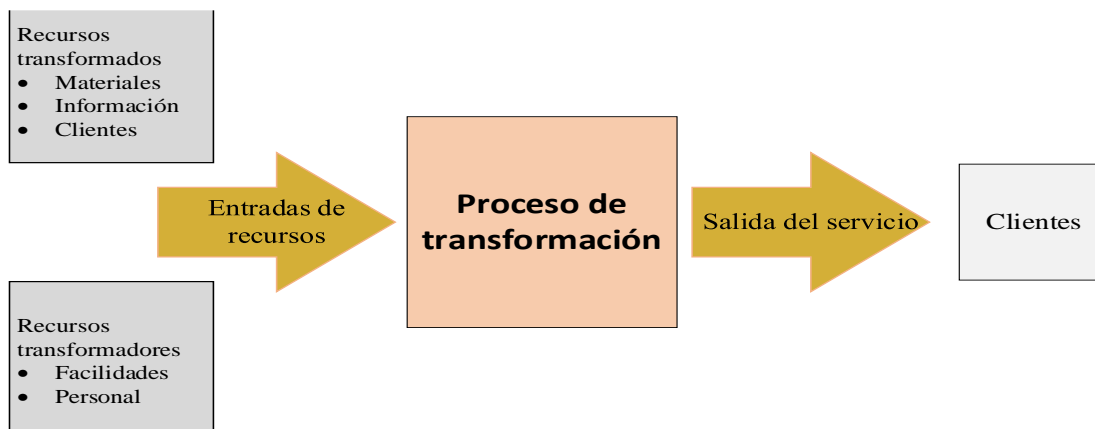 Recursos
transformados
• Materiales
• Información
• Clientes
Entradas de
recursos
Proceso de
transformación
Salida del servicio
Clientes
Recursos
transformadores
• Facilidades
• Personal